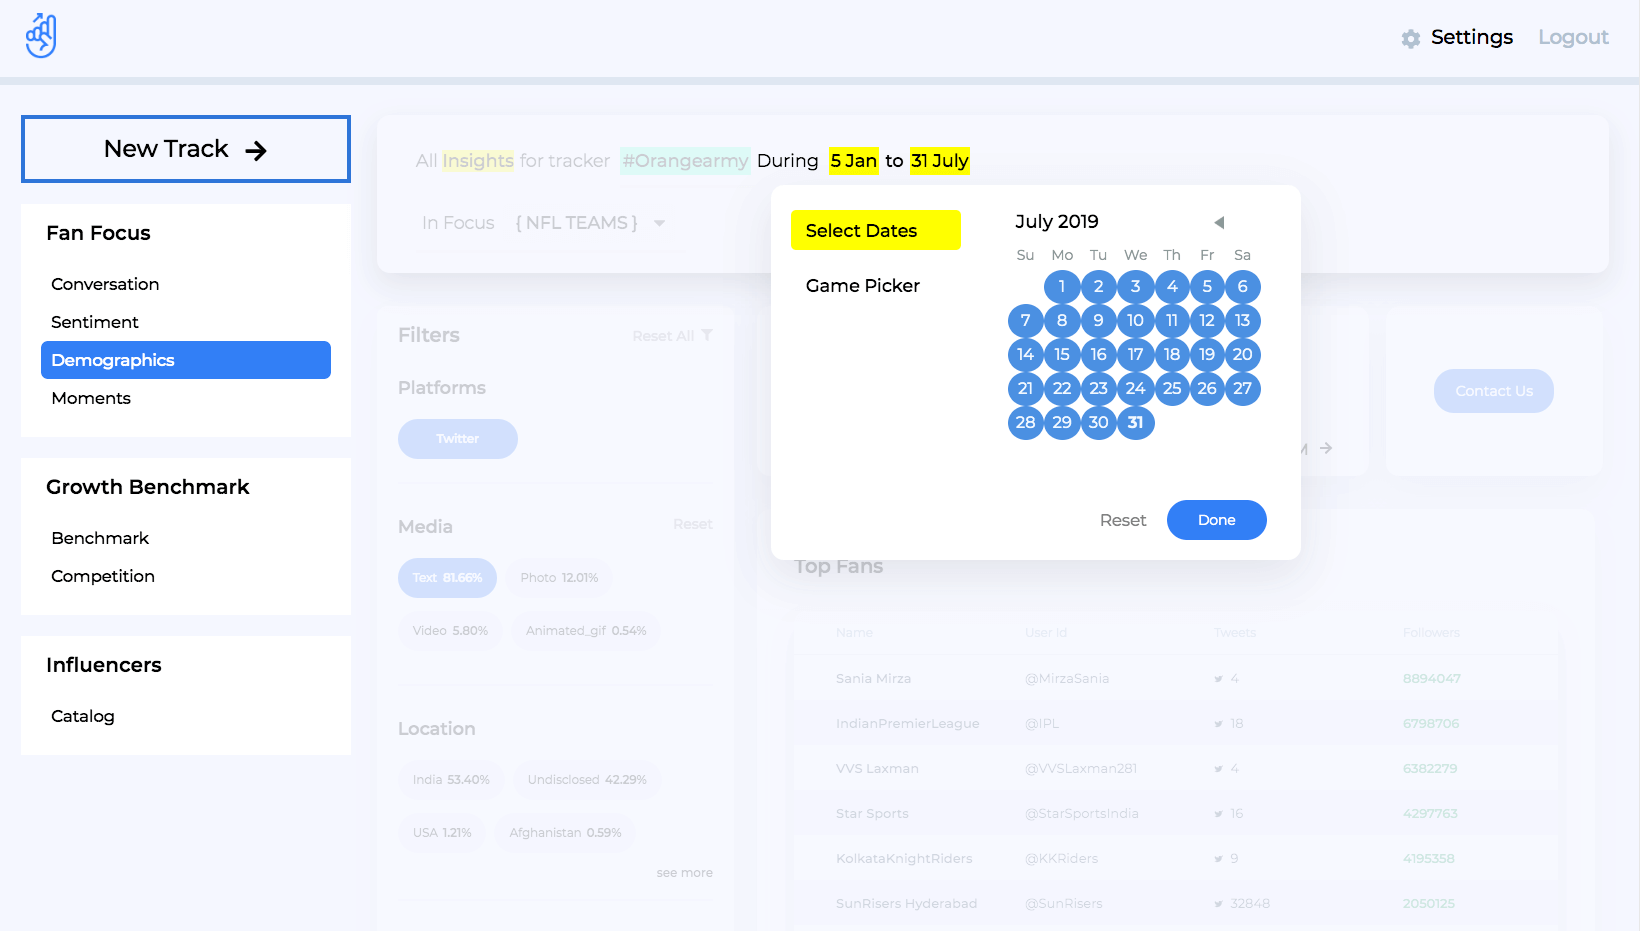 Settings Logout
New Track
Fan Focus
Conversation
Sentiment
Demographics
Moments
Growth Benchmark
Benchmark
Competition
Influencers
Catalog
All Insights for tracker #Orangearmy During 5 Jan to 31 July
In Focus { NFL TEAMS }
Select Dates
Game Picker
July 2019
Su Mo Tu We Th Fr Sa
1 2 3 4 5 6
7 8 9 10 11 12 13
14 15 16 17 18 19 20
21 22 23 24 25 26 27
28 29 30 31
Reset Done
Filters Reset All
Platforms
Twitter
Media Reset
Text 81.66% Photo 12.01%
Video 5.80% Animated_gif 0.54%
Location
India 53.40% Undisclosed 42.29%
USA 1.21% Afghanistan 0.59%
see more
Contact Us
Top Fans
Name User Id Tweets Followers
Sania Mirza @MirzaSania 4 8894047
IndianPremierLeague @IPL 18 6798706
VVS Laxman @VVSLaxman281 4 6382279
Star Sports @StarSportsIndia 16 4297763
KolkataKnightRiders @KKRiders 9 4195358
SunRisers Hyderabad @SunRisers 32848 2050125